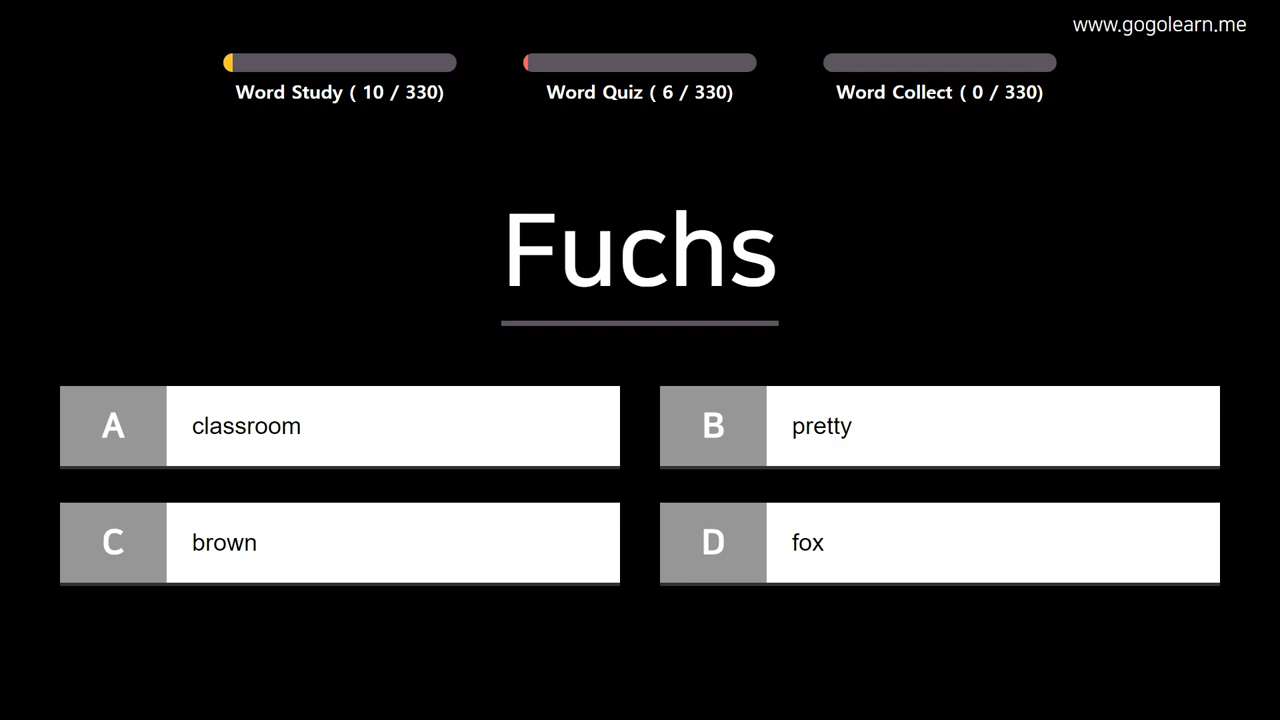 www.gogolearn.me
Word Study ( 10 / 330)
Word Quiz ( 6 / 330)
Word Collect ( 0 / 330)
Fuchs
A classroom
B pretty
C brown
D fox